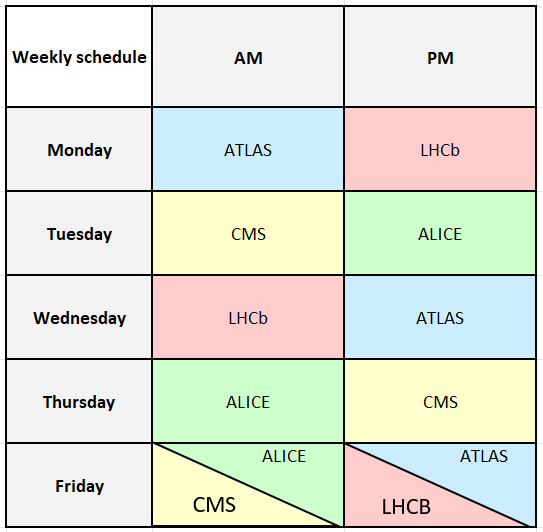 Weekly schedule AM PM
Monday ATLAS LHCb
Tuesday CMS ALICE
Wednesday LHCb ATLAS
Thursday ALICE CMS
Friday ALICE CMS ATLAS LHCB